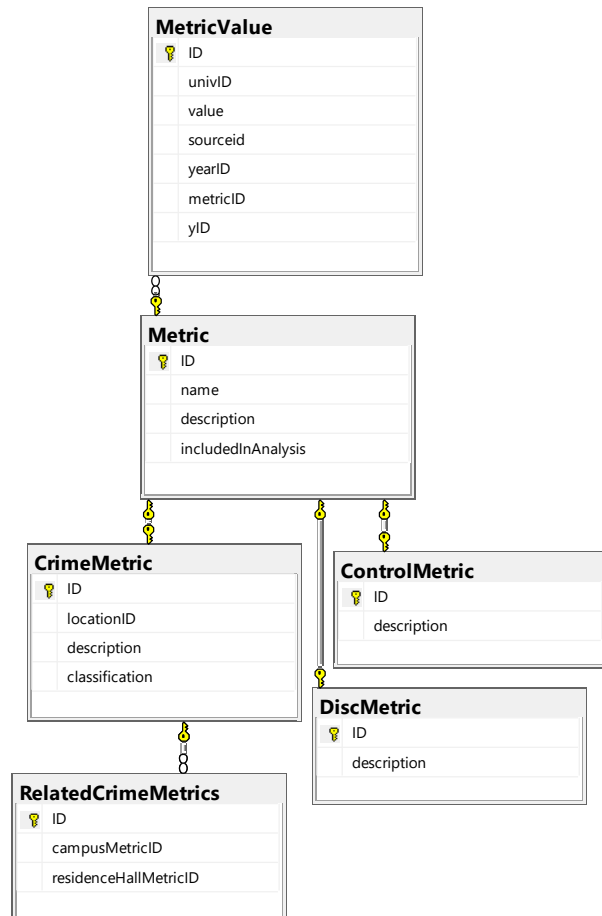 MetricValue
ID
univID
value
sourceid
yearID
metricID
yID
Metric
ID
name
description
includedInAnalysis
CrimeMetric
ID
locationID
description
classification
ControlMetric
ID
description
DiscMetric
ID
description
RelatedCrimeMetrics
ID
campusMetricID
residenceHallMetricID